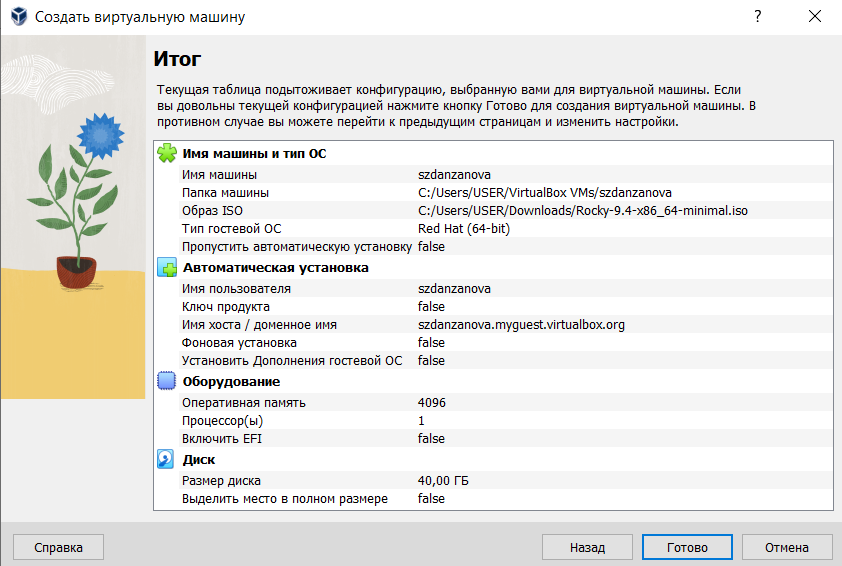 Создать виртуальную машину
?
Итог
Текущая таблица подытоживает конфигурацию, выбранную вами для виртуальной машины. Если
вы довольны текущей конфигурацией нажмите кнопку Готово для создания виртуальной машины. В
противном случае вы можете перейти к предыдущим страницам и изменить настройки.
Имя машины и тип ОС
Имя машины szdanzanova
Папка машины C:/Users/USER/VirtualBox VMs/szdanzanova
Образ ISO C:/Users/USER/Downloads/Rocky-9.4-x86_64-minimal.iso
Тип гостевой ОС Red Hat (64-bit)
Пропустить автоматическую установку false
Автоматическая установка
Имя пользователя szdanzanova
Ключ продукта false
Имя хоста / доменное имя szdanzanova.myguest.virtualbox.org
Фоновая установка false
Установить Дополнения гостевой ОС false
Оборудование
Оперативная память 4096
Процессор(ы) 1
Включить EFI false
Диск
Размер диска 40,00 ГБ
Выделить место в полном размере false
Справка Назад Готово Отмена